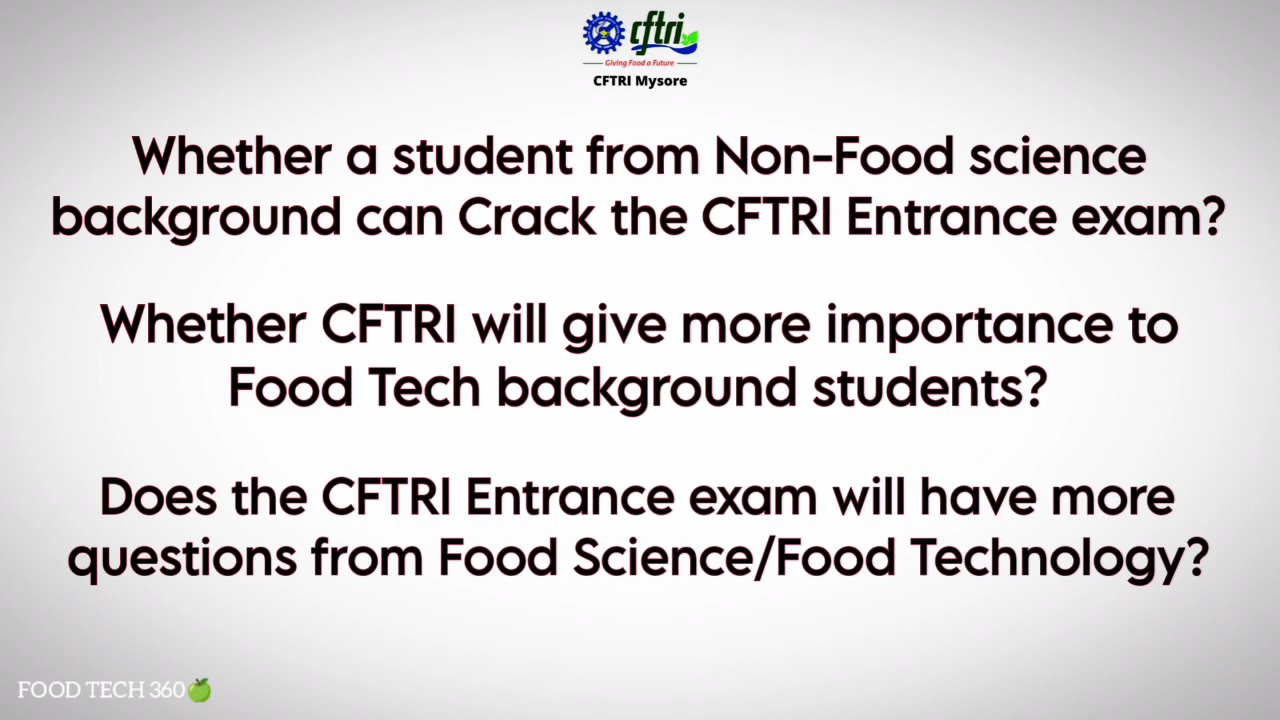 cftri
Giving Food a Future
CFTRI Mysore
Whether a student from Non-Food science
background can Crack the CFTRI Entrance exam?
Whether CFTRI will give more importance to
Food Tech background students?
Does the CFTRI Entrance exam will have more
questions from Food Science/Food Technology?
FOOD TECH 360